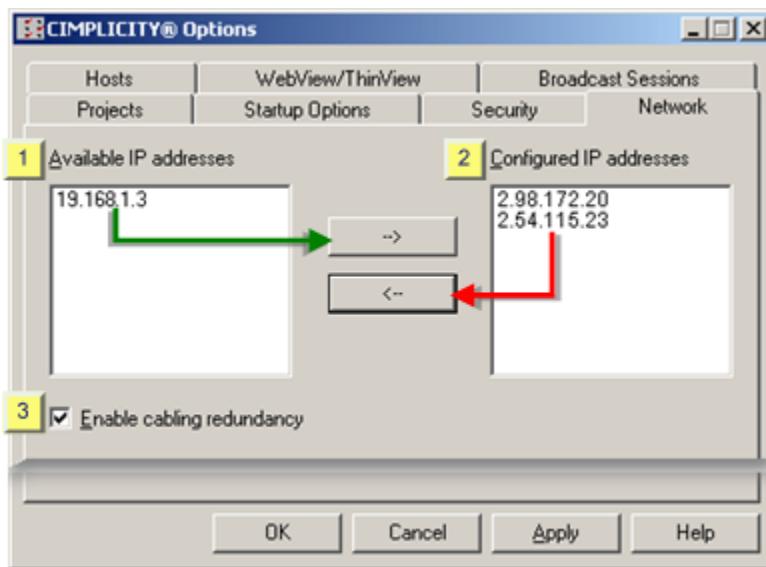 CIMPLICITY® Options
Hosts WebView/ThinView Broadcast Sessions
Projects Startup Options Security Network
1 Available IP addresses 2 Configured IP addresses
19.168.1.3 2.98.172.20
2.54.115.23
-->
<--
3 Enable cabling redundancy
OK Cancel Apply Help